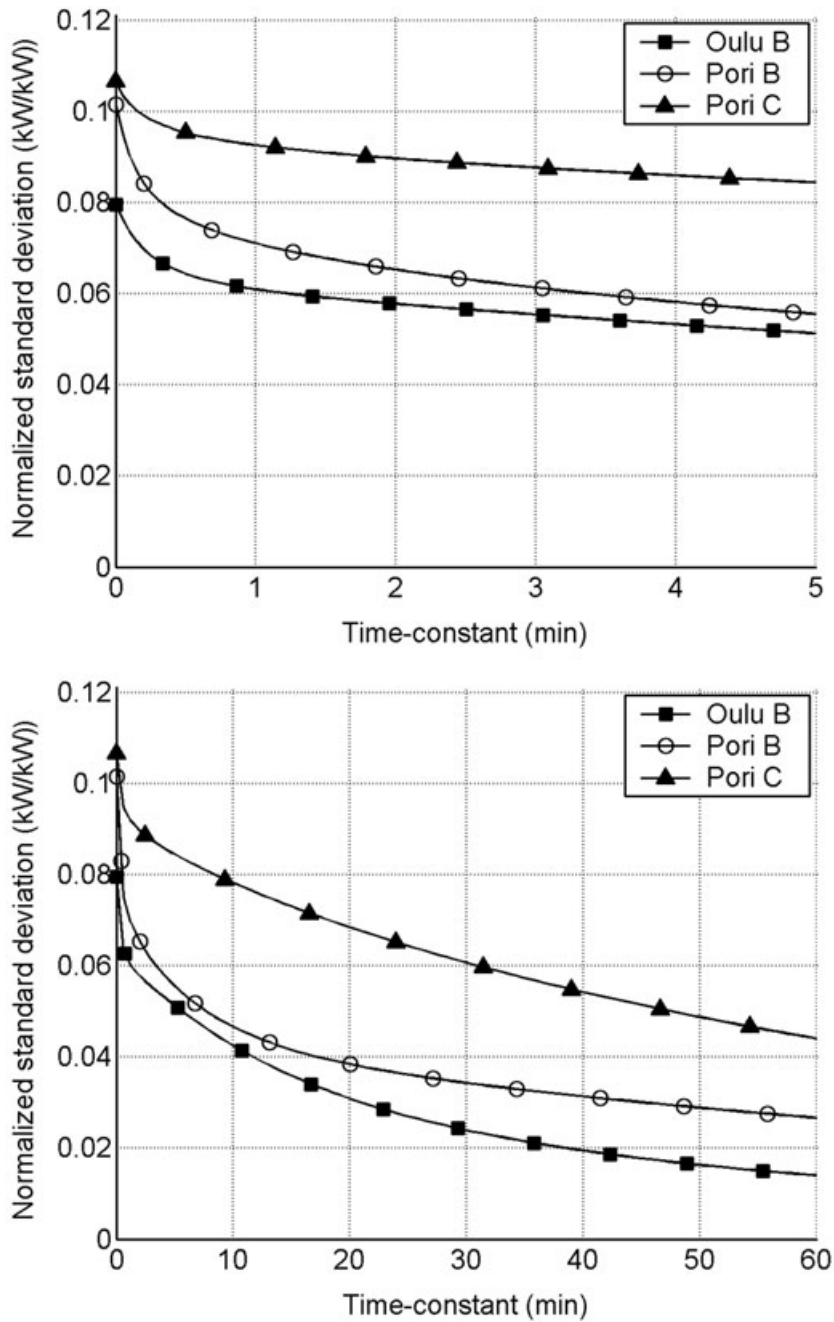 Normalized standard deviation (kW/kW))
0.12
0.1
0.08
0.06
0.04
0.02
0
0 1 2 3 4 5
Time-constant (min)
Oulu B
Pori B
Pori C
Normalized standard deviation (kW/kW))
0.12
0.1
0.08
0.06
0.04
0.02
0
0 10 20 30 40 50 60
Time-constant (min)
Oulu B
Pori B
Pori C